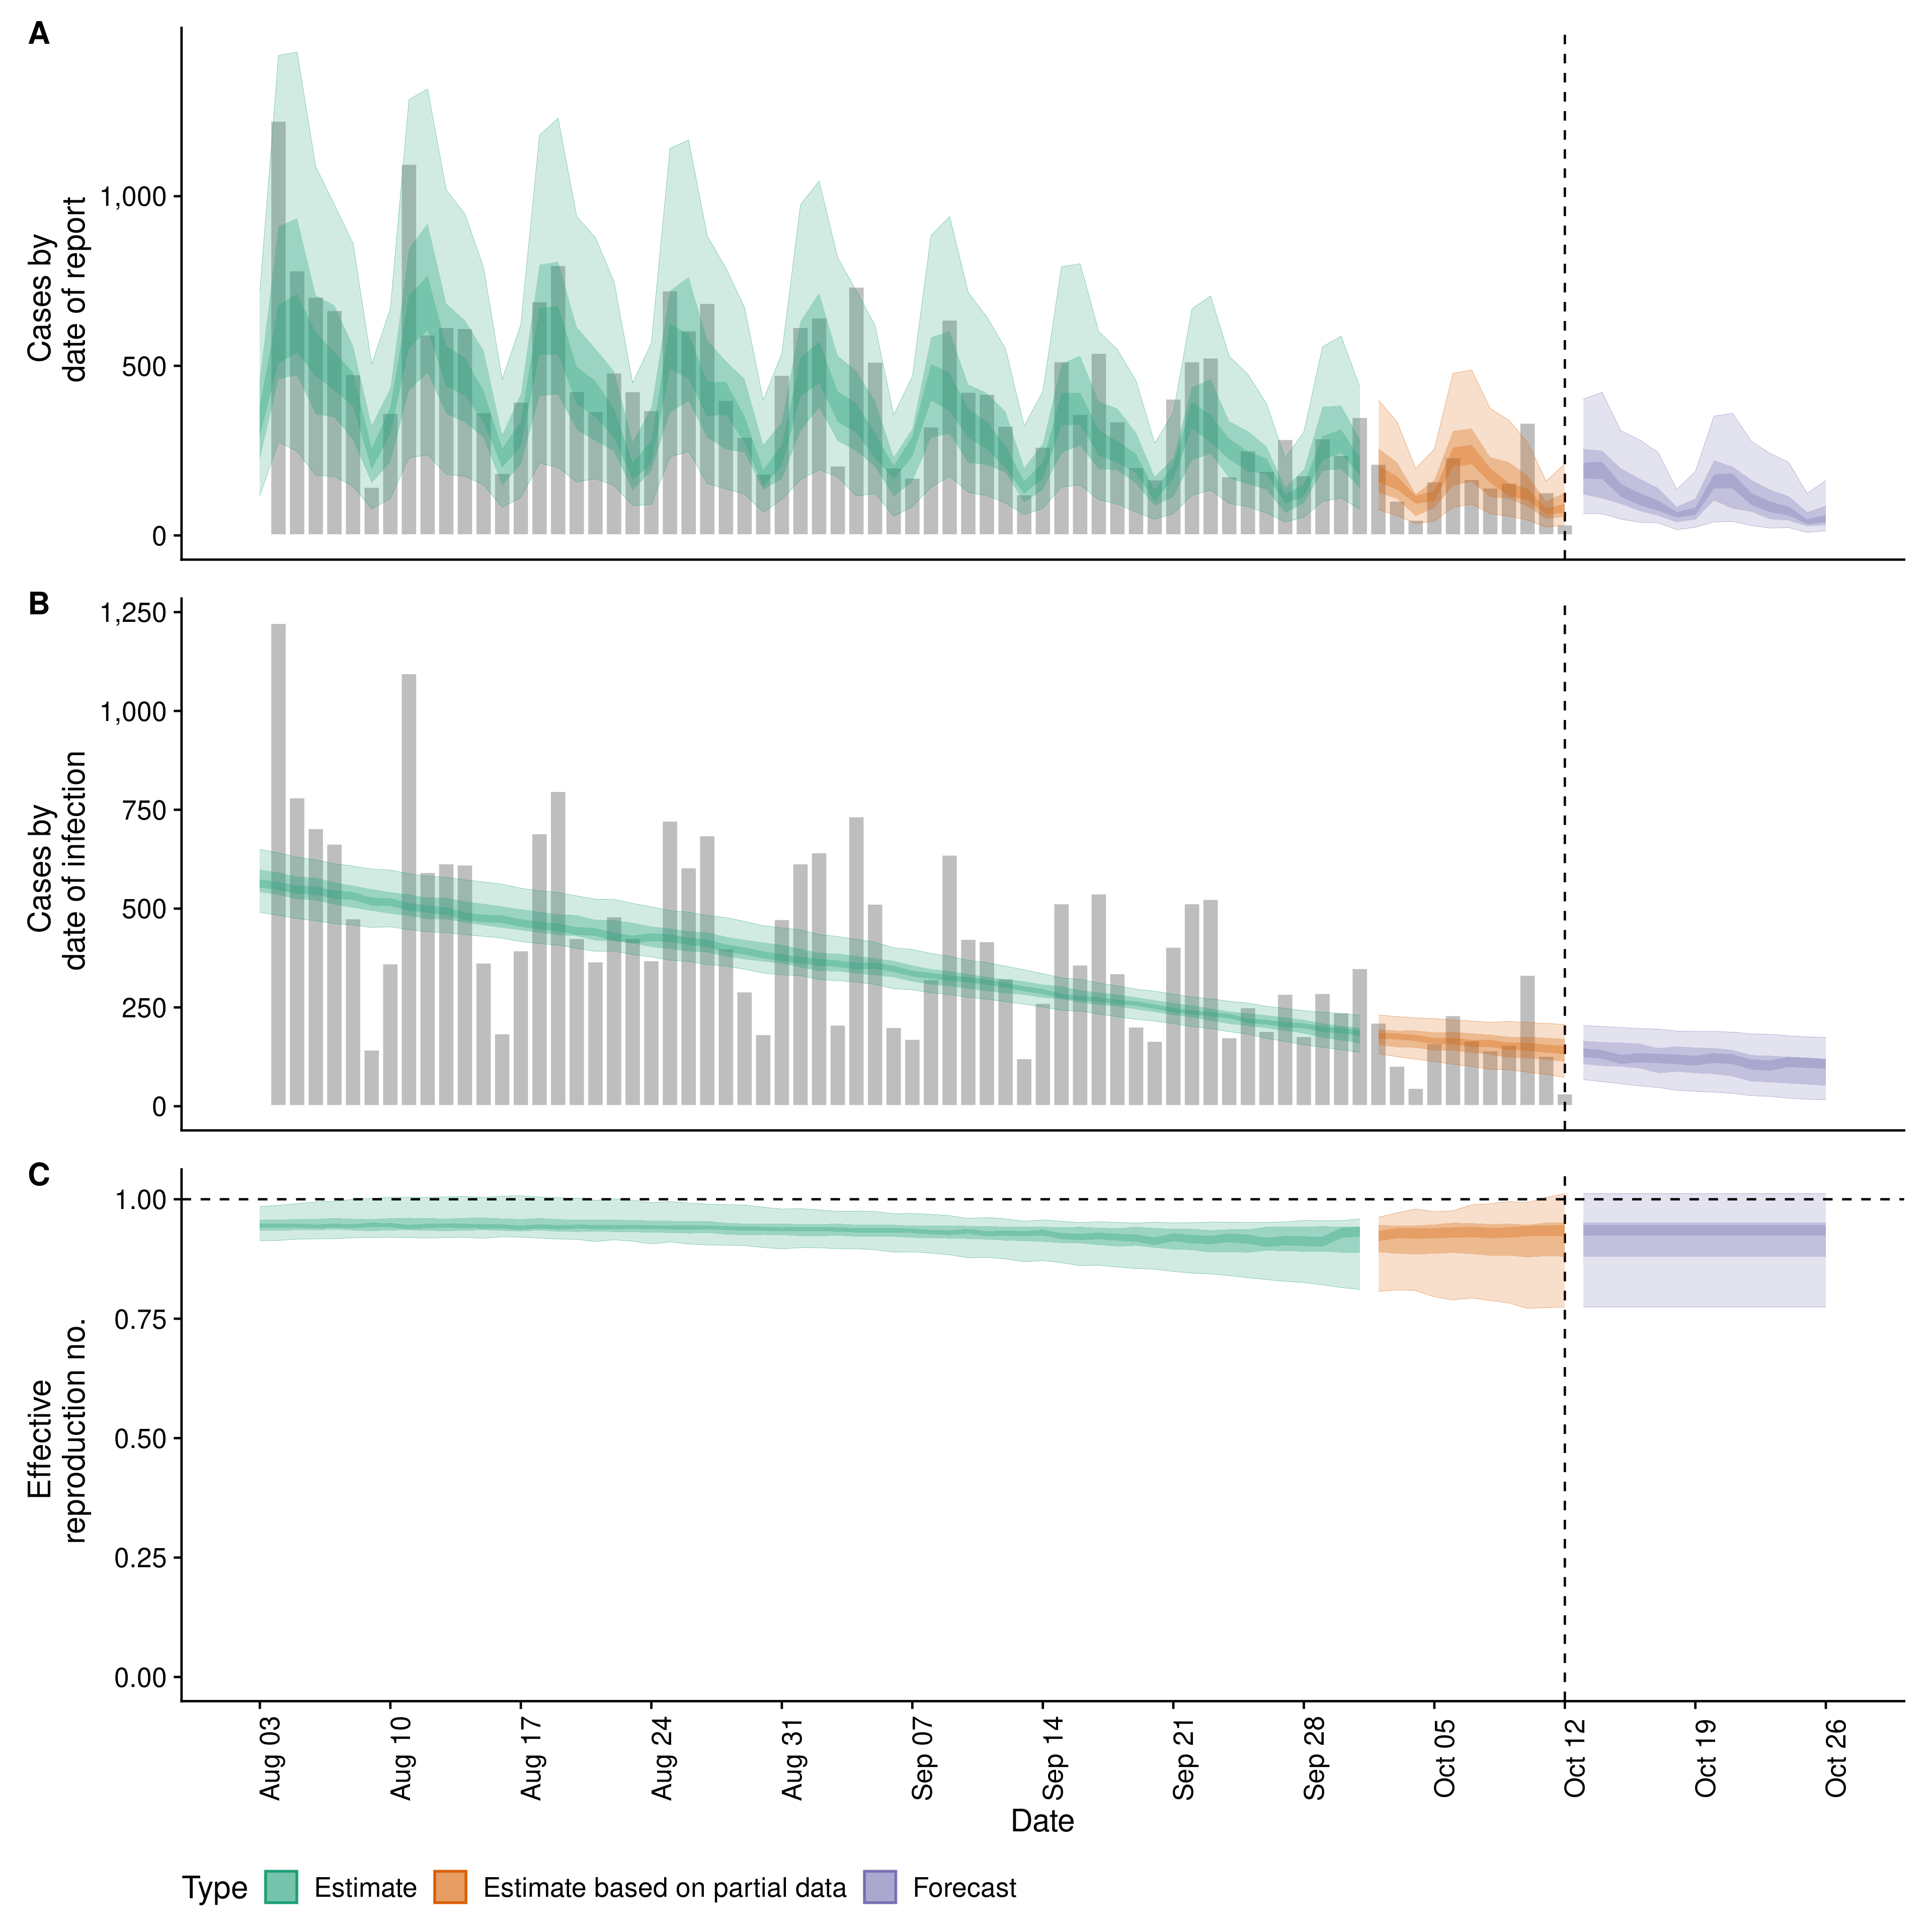 A
Cases by
date of report
1,000
500
0
B
Cases by
date of infection
1,250
1,000
750
500
250
0
C
Effective
reproduction no.
1.00
0.75
0.50
0.25
0.00
Aug 03
Aug 10
Aug 17
Aug 24
Aug 31
Sep 07
Sep 14
Sep 21
Sep 28
Oct 05
Oct 12
Oct 19
Oct 26
Date
Type Estimate Estimate based on partial data Forecast